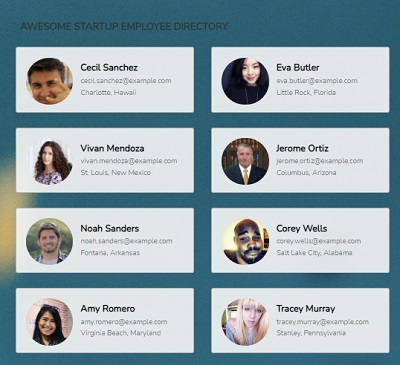 AWESOME STARTUP EMPLOYEE DIRECTORY
Cecil Sanchez
cecil.sanchez@example.com
Charlotte, Hawaii
Eva Butler
eva.butler@example.com
Little Rock, Florida
Vivan Mendoza
vivan.mendoza@example.com
St. Louis, New Mexico
Jerome Ortiz
jerome.ortiz@example.com
Columbus, Arizona
Noah Sanders
noah.sanders@example.com
Fontana, Arkansas
Corey Wells
corey.wells@example.com
Salt Lake City, Alabama
Amy Romero
amy.romero@example.com
Virginia Beach, Maryland
Tracey Murray
tracey.murray@example.com
Stanley, Pennsylvania